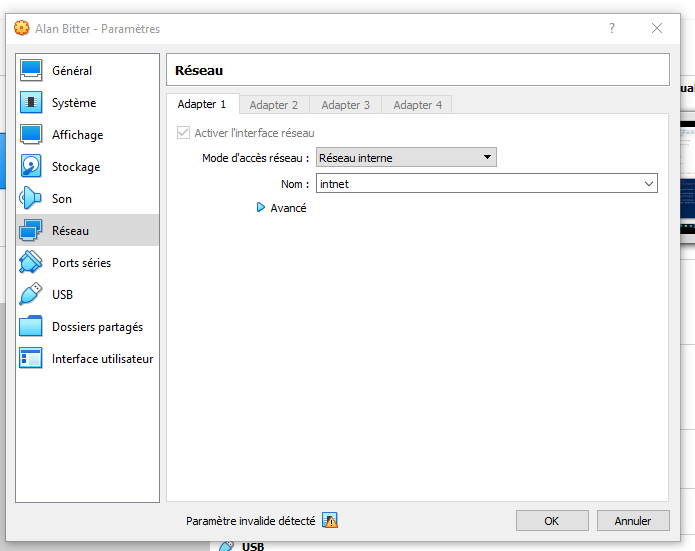 Alan Bitter - Paramètres
?
Général
Système
Affichage
Stockage
Son
Réseau
Ports séries
USB
Dossiers partagés
Interface utilisateur
Réseau
Adapter 1 Adapter 2 Adapter 3 Adapter 4
Activer l'interface réseau
Mode d'accès réseau : Réseau interne
Nom : intnet
Avancé
Paramètre invalide détecté
OK Annuler
USB